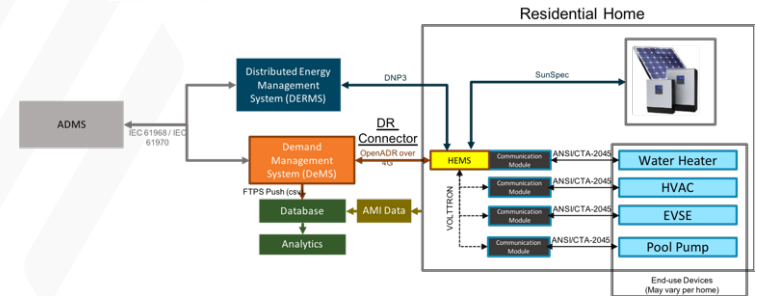 Residential Home
Distributed Energy
Management
System (DERMS)
DNP3
SunSpec
ADMS
IEC 61968 / IEC
61970
DR
Connector
Demand
Management
System (DeMS)
OpenADR over
4G
HEMS
Communication
Module
ANSI/CTA-2045
Water Heater
FTPS Push (csv
Communication
Module
ANSI/CTA-2045
HVAC
VOLTTRON
Database
AMI Data
Communication
Module
ANSI/CTA-2045
EVSE
Analytics
Communication
Module
ANSI/CTA-2045
Pool Pump
End-use Devices
(May vary per home)